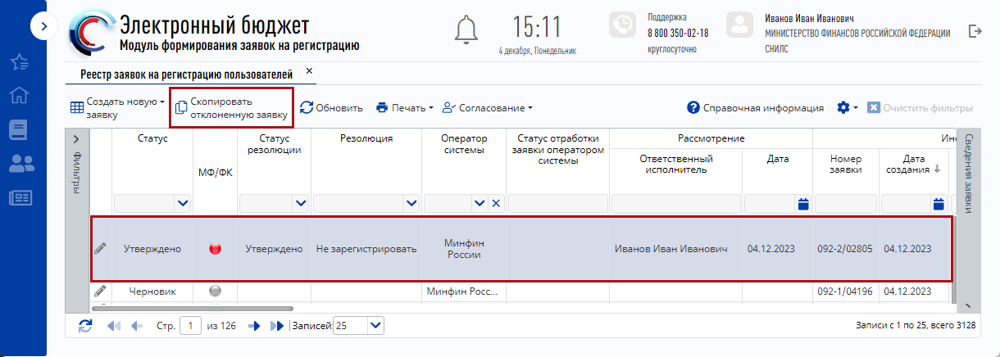 Электронный бюджет
Модуль формирования заявок на регистрацию
15:11
4 декабря, Понедельник
Поддержка
8 800 350-02-18
круглосуточно
Иванов Иван Иванович
МИНИСТЕРСТВО ФИНАНСОВ РОССИЙСКОЙ ФЕДЕРАЦИИ
СНИЛС
Реестр заявок на регистрацию пользователей
Создать новую
заявку
Скопировать
отклоненную заявку
Обновить
Печать
Согласование
Справочная информация
Очистить фильтры
Фильтры
Статус
МФ/ФК
Статус
резолюции
Резолюция
Оператор
системы
Статус отработки
заявки оператором
системы
Рассмотрение
Ответственный
исполнитель
Дата
Инс
Номер
заявки
Дата
создания
Сведения заявки
Утверждено Утверждено Не зарегистрировать Минфин
России Иванов Иван Иванович 04.12.2023 092-2/02805 04.12.2023
Черновик Минфин Росс... 092-1/04196 04.12.2023
Стр. 1 из 126 Записей 25 Записи с 1 по 25, всего 3128